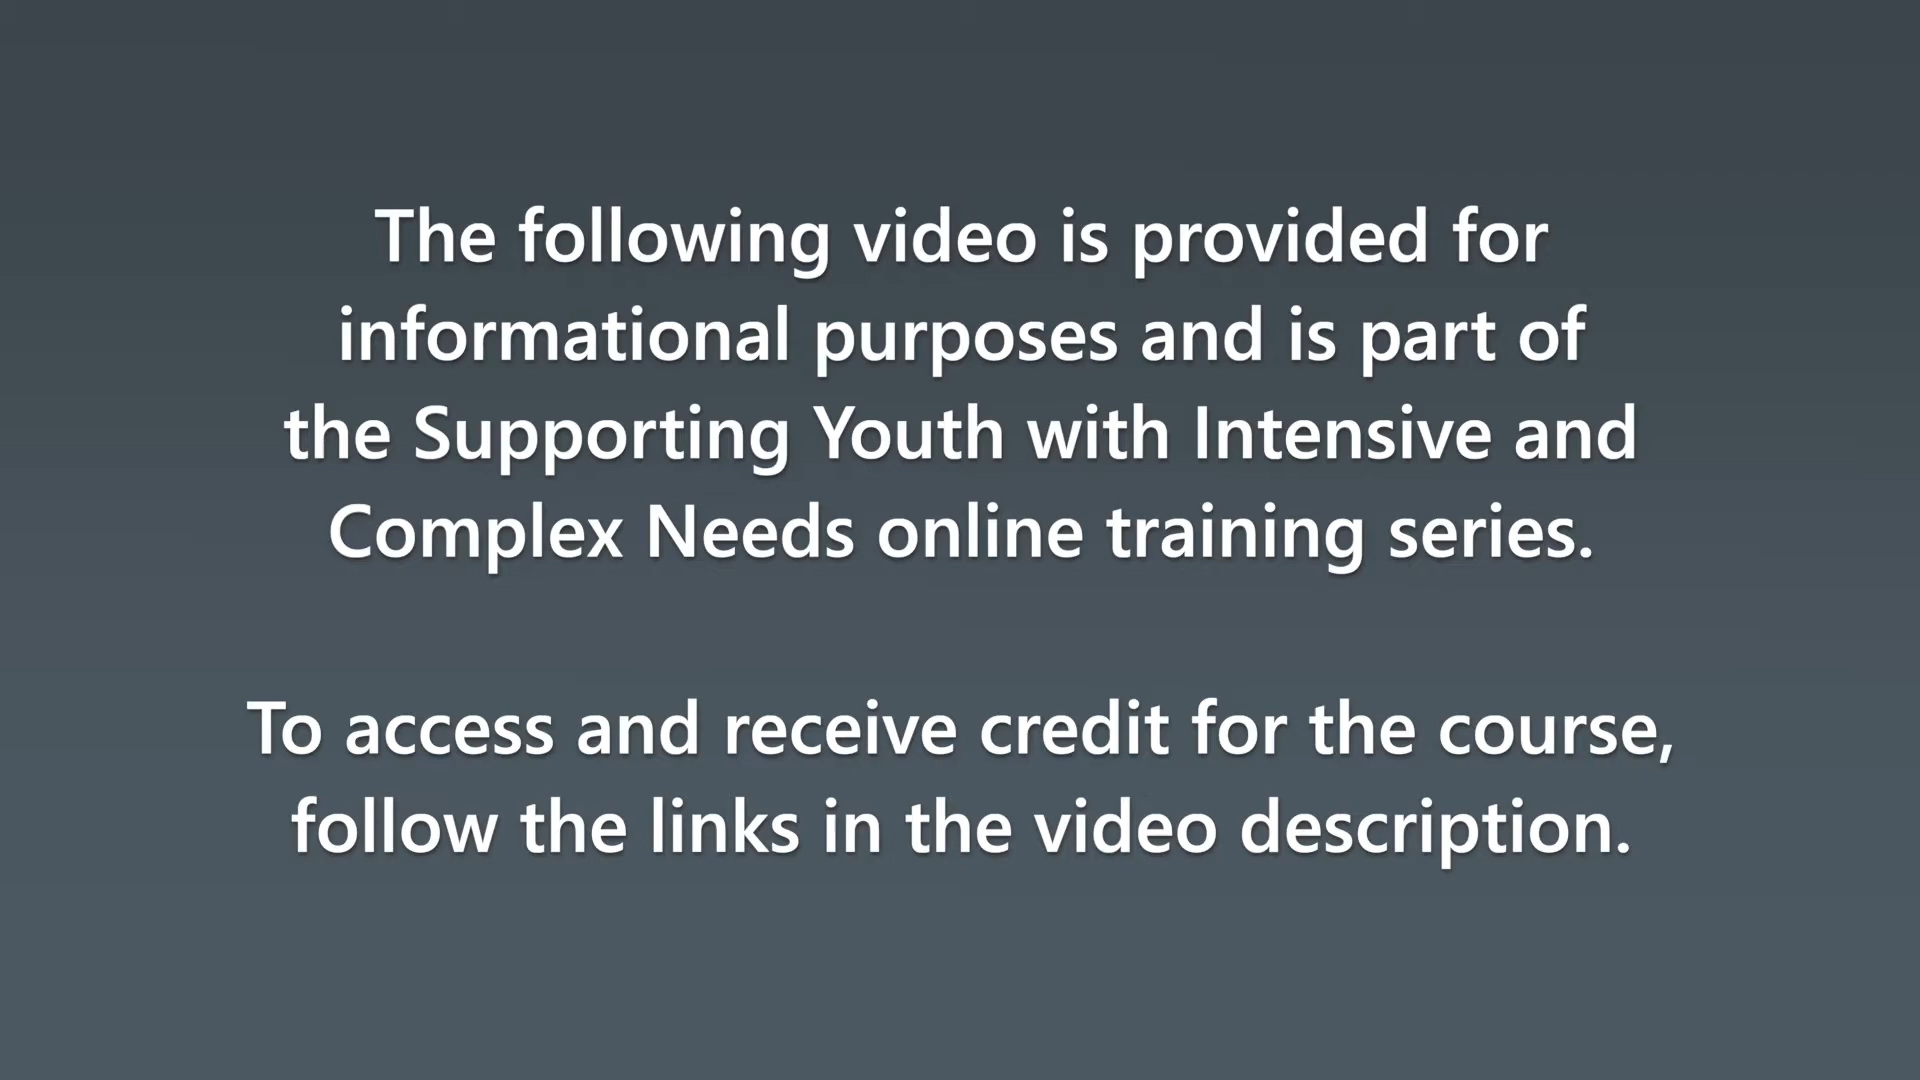 The following video is provided for
informational purposes and is part of
the Supporting Youth with Intensive and
Complex Needs online training series.
To access and receive credit for the course,
follow the links in the video description.